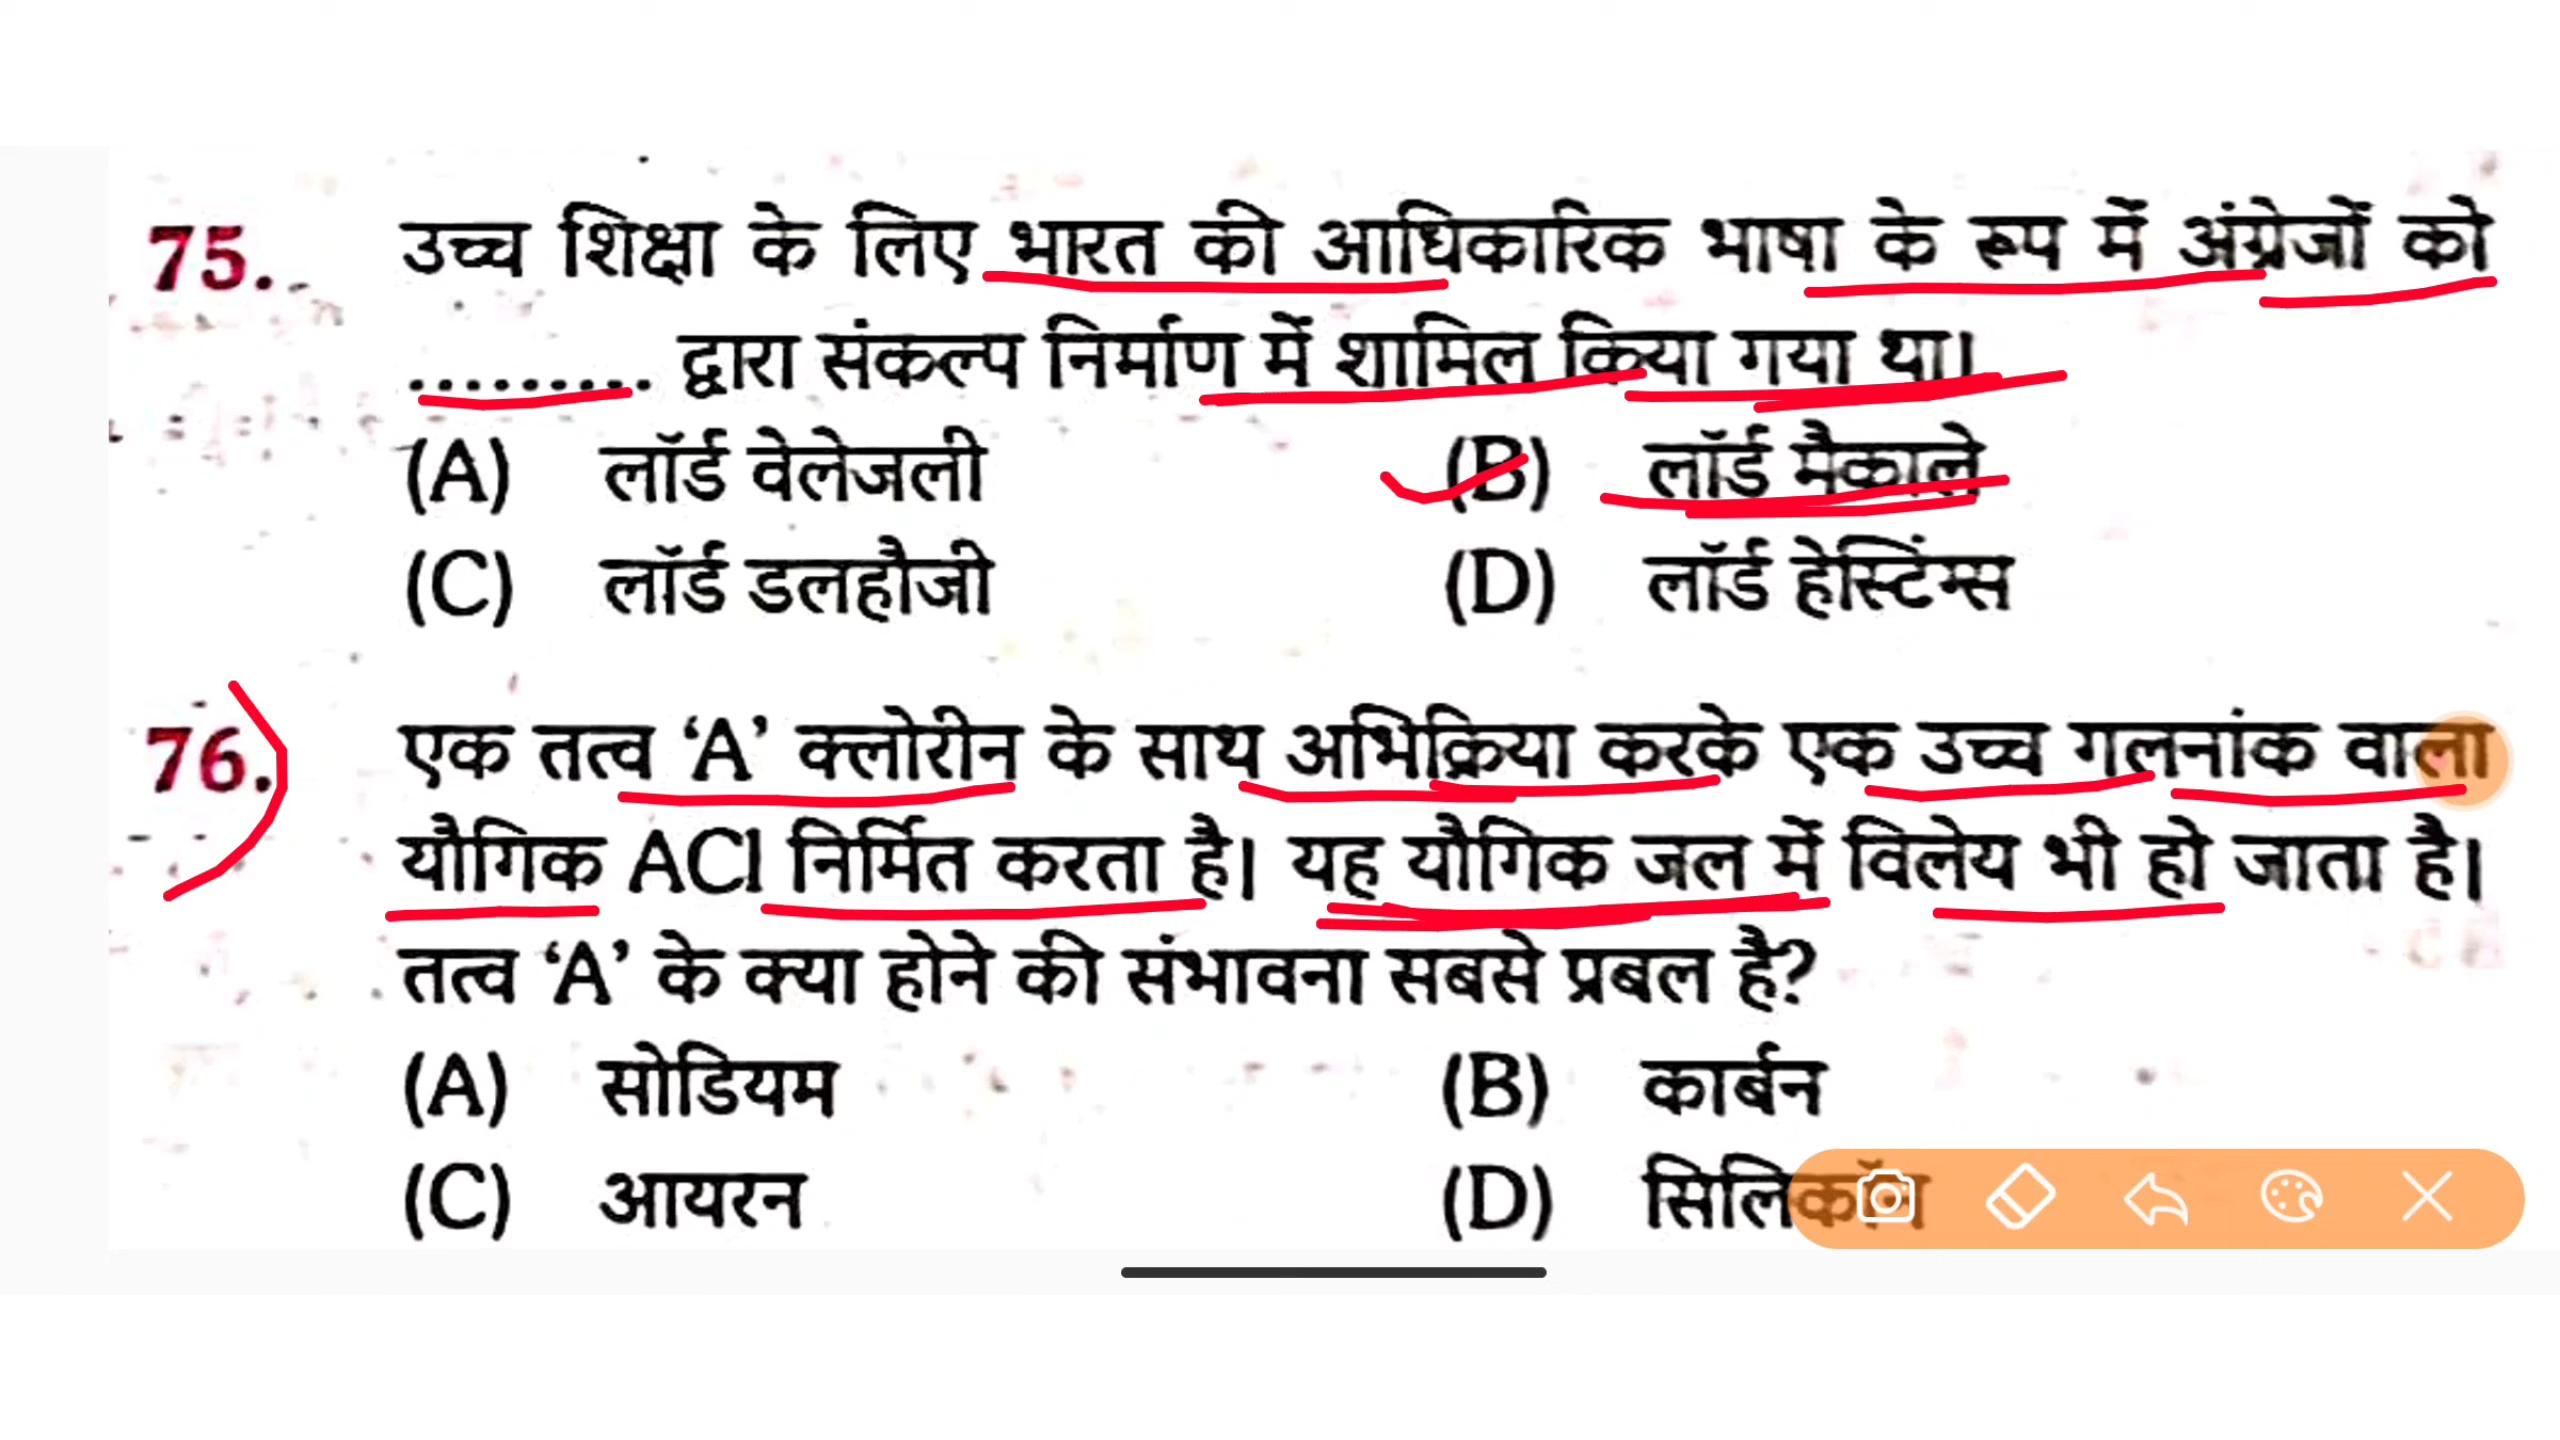 75. उच्च शिक्षा के लिए भारत की आधिकारिक भाषा के रूप में अंग्रेजों को
.......... द्वारा संकल्प निर्माण में शामिल किया गया था।
(A) लॉर्ड वेलेजली (B) लॉर्ड मैकाले
(C) लॉर्ड डलहौजी (D) लॉर्ड हेस्टिंग्स
76. एक तत्व ‘A’ क्लोरीन के साथ अभिक्रिया करके एक उच्च गलनांक वाला
यौगिक ACl निर्मित करता है। यह यौगिक जल में विलेय भी हो जाता है।
तत्व ‘A’ के क्या होने की संभावना सबसे प्रबल है?
(A) सोडियम (B) कार्बन
(C) आयरन (D) सिलिकॉन